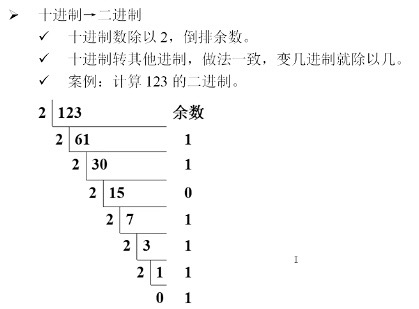 ➢ 十进制→二进制
✓ 十进制数除以2，倒排余数。
✓ 十进制转其他进制，做法一致，变几进制就除以几。
✓ 案例：计算123的二进制。
2 123 余数
2 61 1
2 30 1
2 15 0
2 7 1
2 3 1
2 1 1
0 1